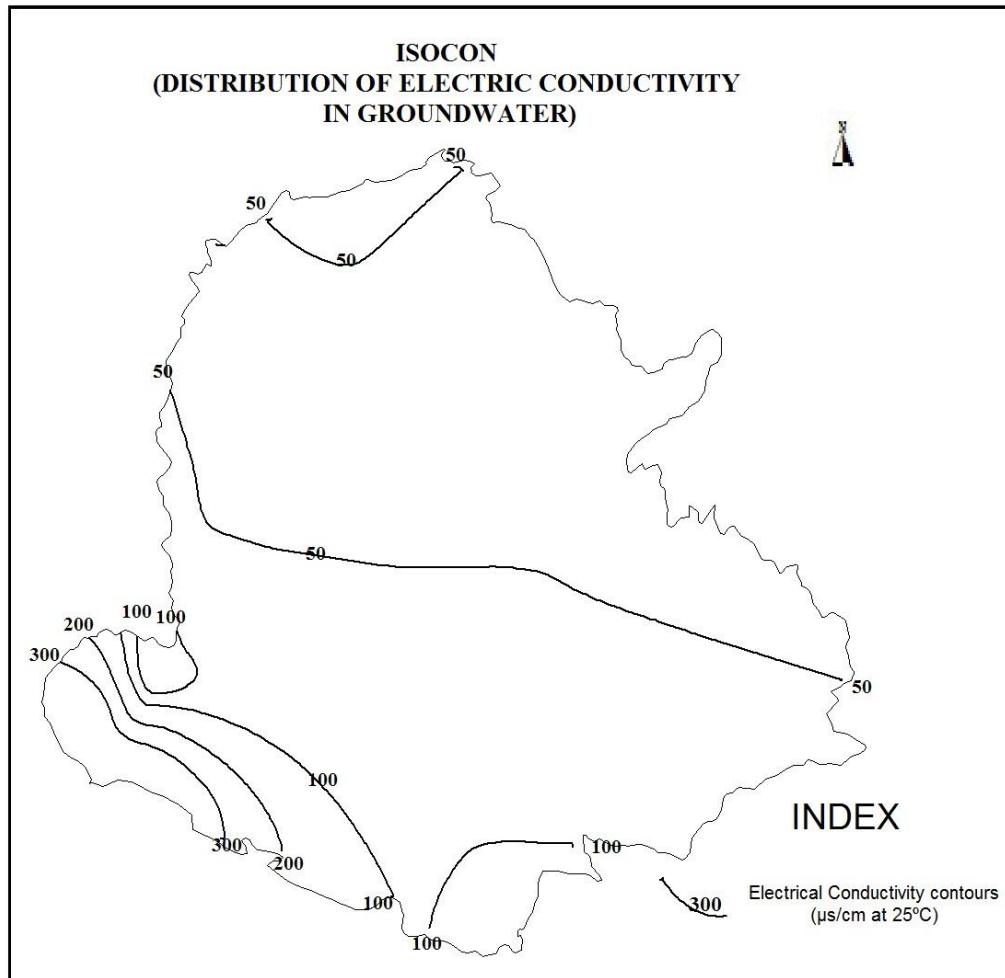 ISOCON
(DISTRIBUTION OF ELECTRIC CONDUCTIVITY
IN GROUNDWATER)
N
50
50
50
50
50
100
100
200
300
50
100
INDEX
300
100
200
100
100
300
Electrical Conductivity contours
(µs/cm at 25ºC)
100